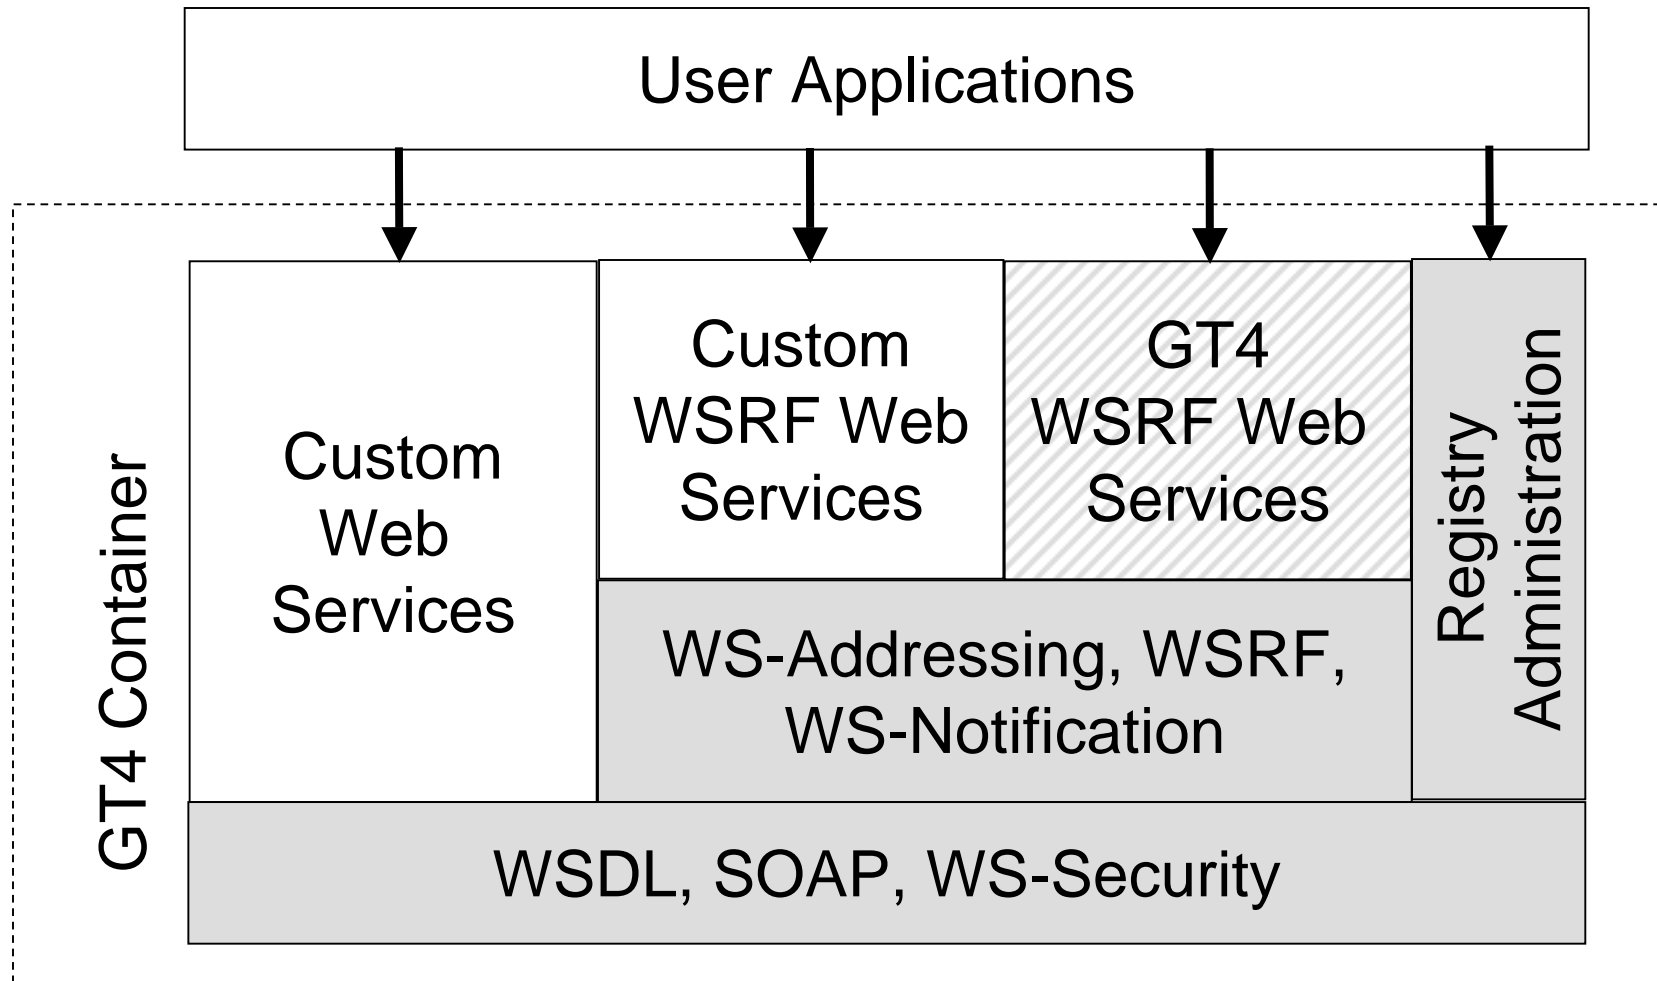 User Applications
GT4 Container
Custom
Web
Services
Custom
WSRF Web
Services
GT4
WSRF Web
Services
Registry
Administration
WS-Addressing, WSRF,
WS-Notification
WSDL, SOAP, WS-Security